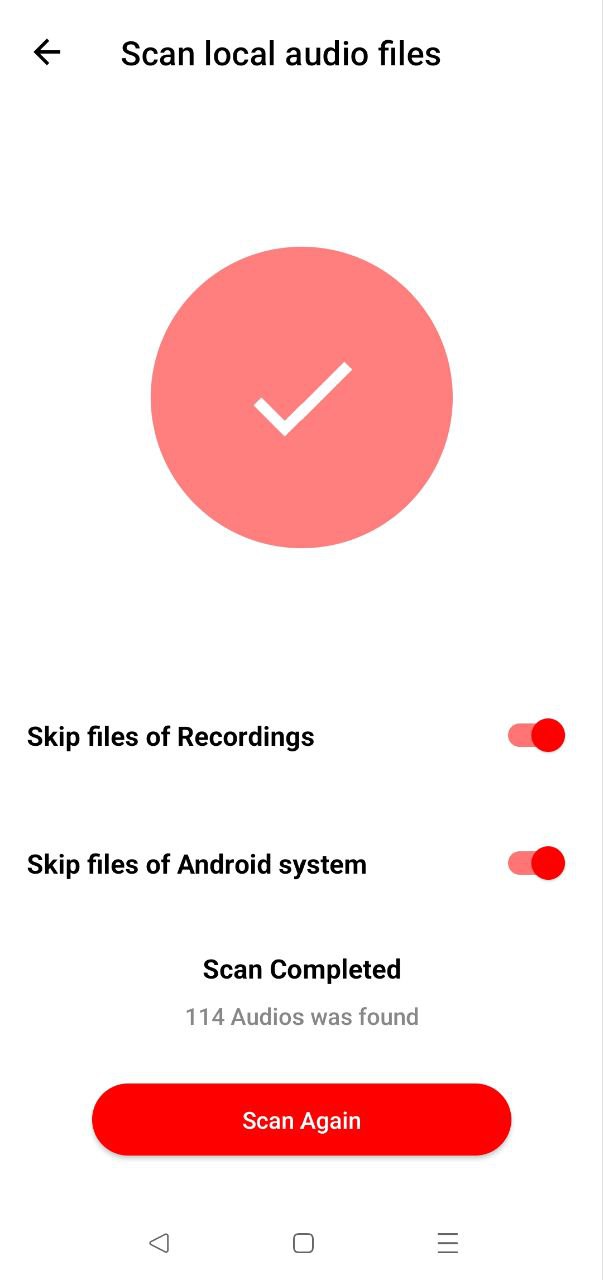 Scan local audio files
Skip files of Recordings
Skip files of Android system
Scan Completed
114 Audios was found
Scan Again